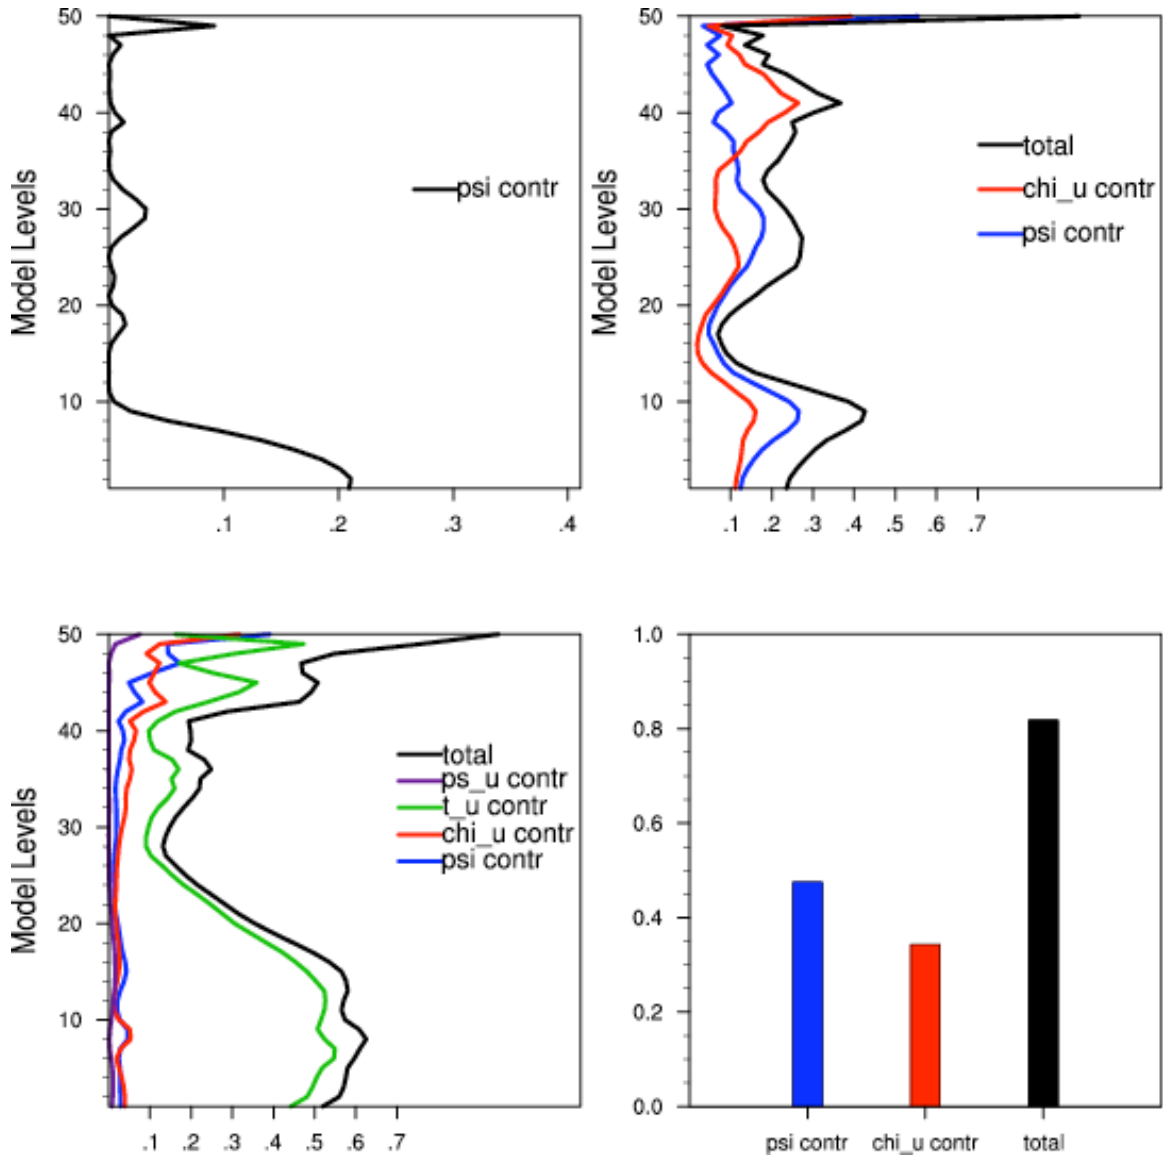 50
40
30
20
10
Model Levels
psi contr
.1 .2 .3 .4
50
40
30
20
10
Model Levels
total
chi_u contr
psi contr
.1 .2 .3 .4 .5 .6 .7
50
40
30
20
10
Model Levels
total
ps_u contr
t_u contr
chi_u contr
psi contr
.1 .2 .3 .4 .5 .6 .7
1.0
0.8
0.6
0.4
0.2
0.0
psi contr chi_u contr total